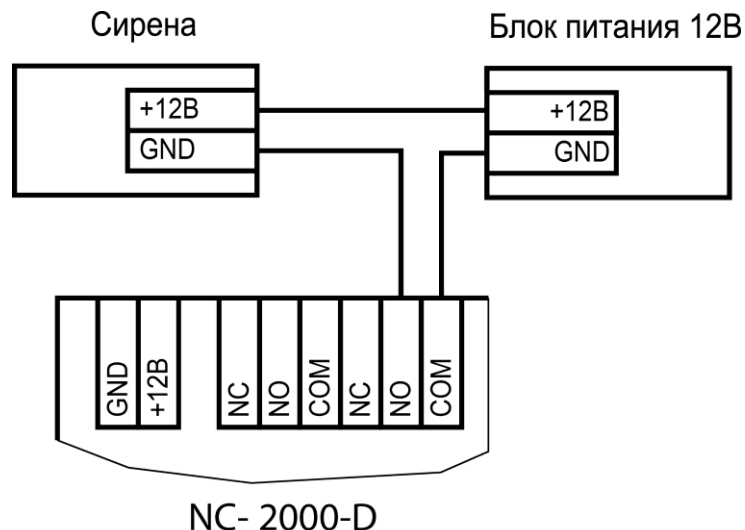 Сирена
Блок питания 12В
+12В
GND
+12В
GND
GND
+12В
NC
NO
COM
NC
NO
COM
NC- 2000-D